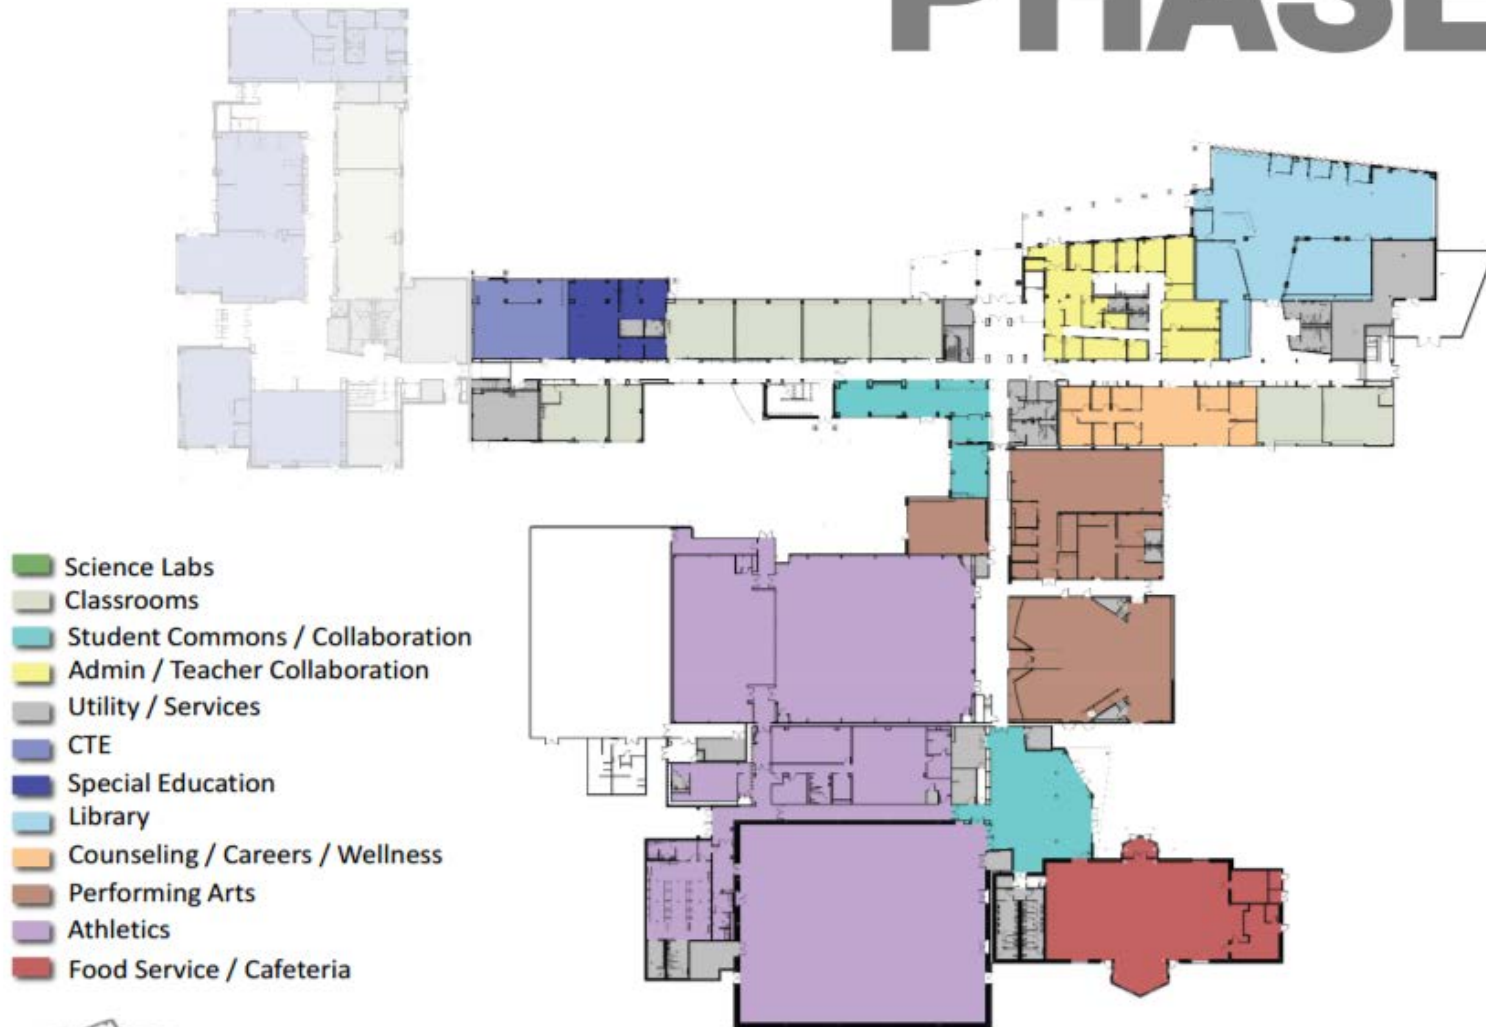 PHASE
Science Labs
Classrooms
Student Commons / Collaboration
Admin / Teacher Collaboration
Utility / Services
CTE
Special Education
Library
Counseling / Careers / Wellness
Performing Arts
Athletics
Food Service / Cafeteria